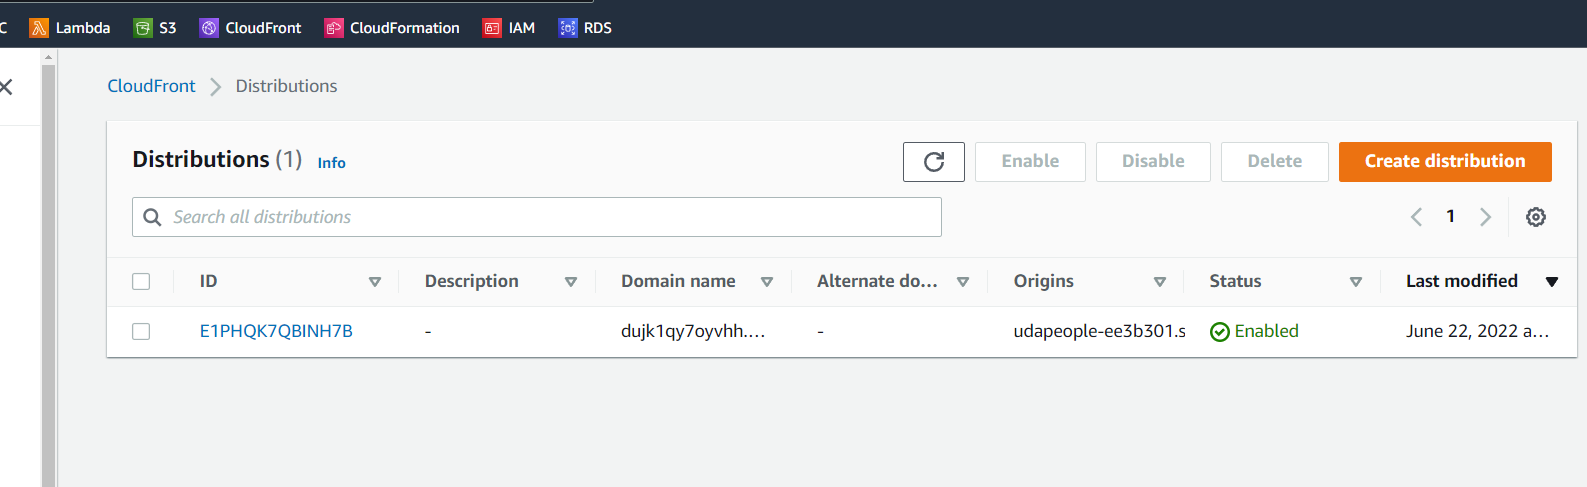 C Lambda S3 CloudFront CloudFormation IAM RDS
CloudFront Distributions
Distributions (1) Info Enable Disable Delete Create distribution
Search all distributions 1
ID Description Domain name Alternate do... Origins Status Last modified
E1PHQK7QBINH7B - dujk1qy7oyvhh.... - udapeople-ee3b301.s Enabled June 22, 2022 a...